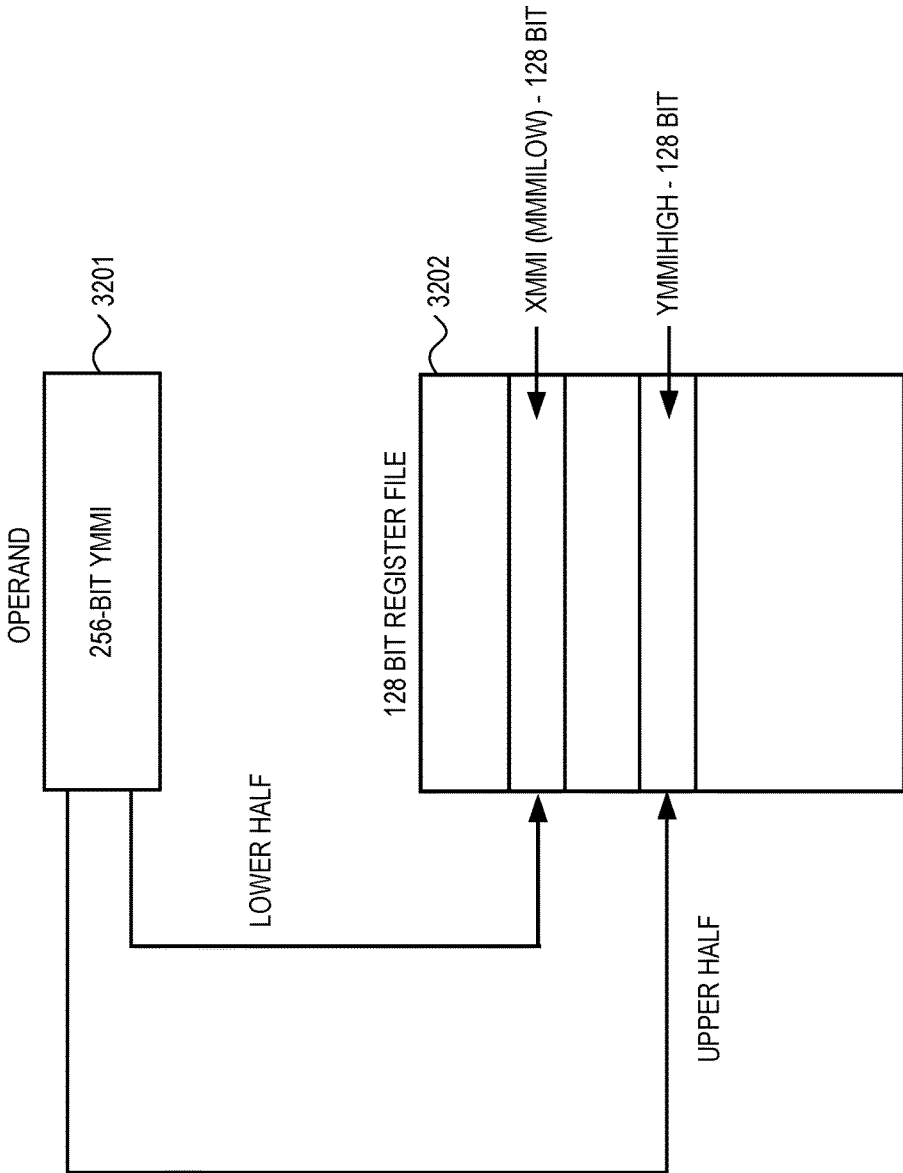 OPERAND
256-BIT YMMI
3201
LOWER HALF
UPPER HALF
128 BIT REGISTER FILE
3202
XMMI (MMMILOW) - 128 BIT
YMMIHIGH - 128 BIT